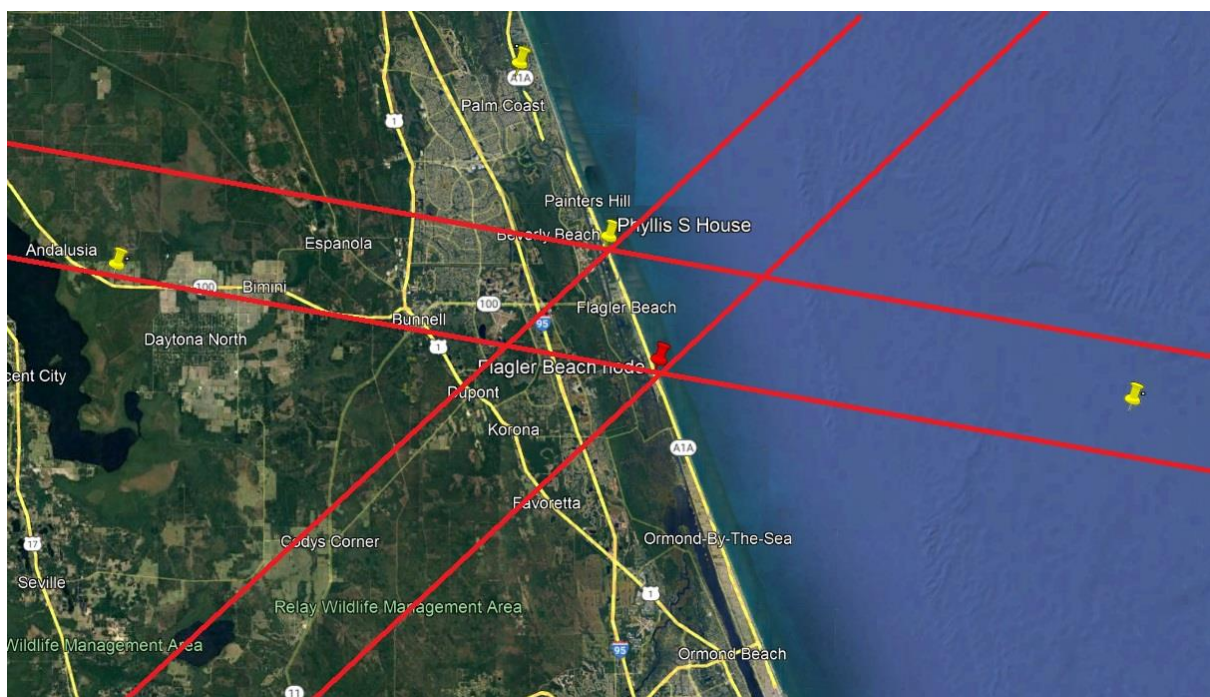 A1A
Palm Coast
1
Painters Hill
Phyllis S House
Beverly Beach
Espanola
Andalusia
100
Bimini
100
Flagler Beach
Bunnell
95
Daytona North
1
Flagler Beach node
cent City
Dupont
Korona
A1A
Favoretta
Codys Corner
Ormond-By-The-Sea
17
Seville
1
Relay Wildlife Management Area
Wildlife Management Area
95
Ormond Beach
11